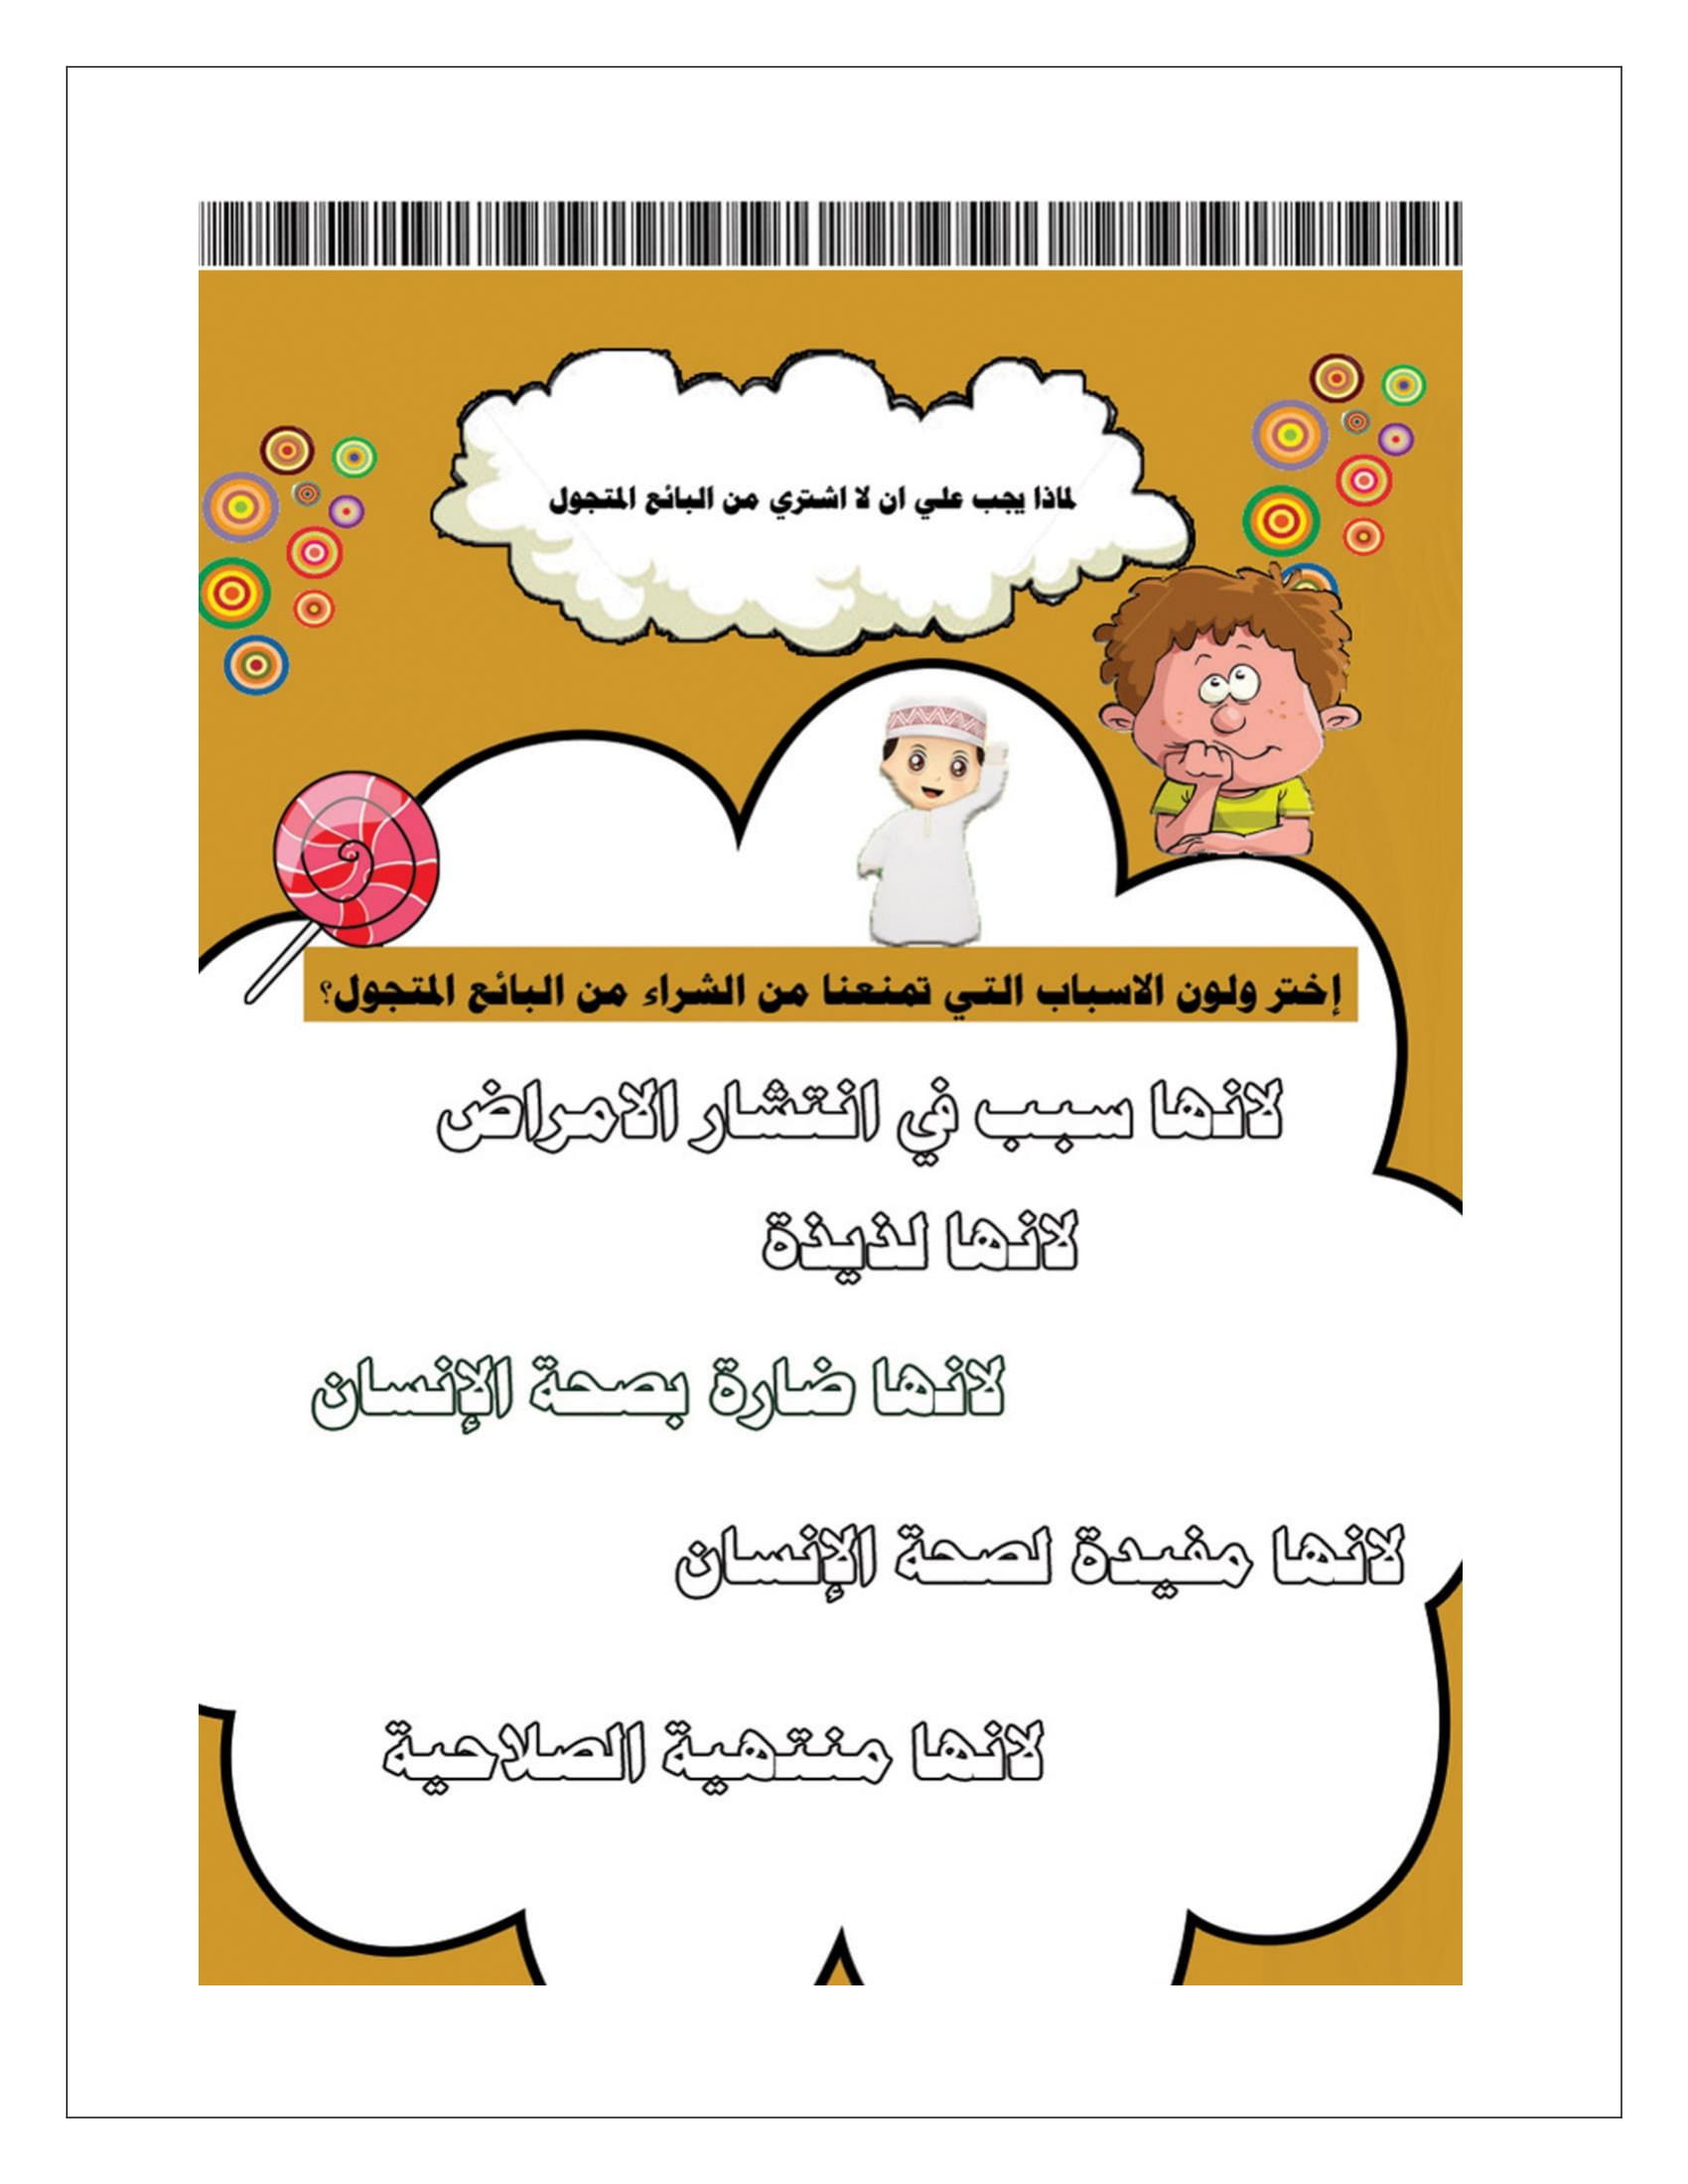 لماذا يجب علي ان لا اشتري من البائع المتجول
إختر ولون الاسباب التي تمنعنا من الشراء من البائع المتجول؟
لانها سبب في انتشار الامراض
لانها لذيذة
لانها ضارة بصحة الإنسان
لانها مفيدة لصحة الإنسان
لانها منتهية الصلاحية